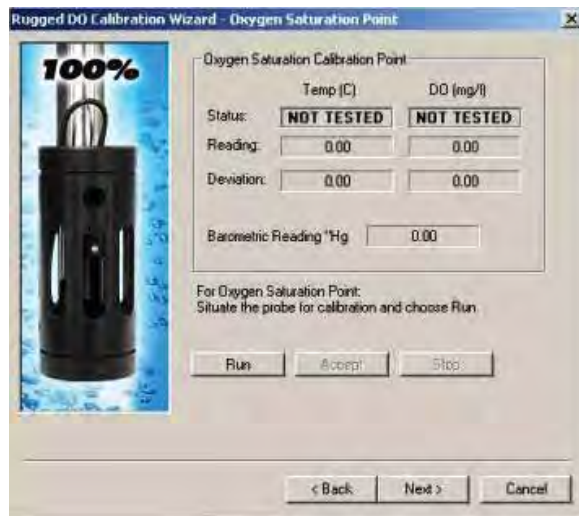 Rugged DO Calibration Wizard - Oxygen Saturation Point
100%
Oxygen Saturation Calibration Point
Temp (C) DO (mg/l)
Status: NOT TESTED NOT TESTED
Reading: 0.00 0.00
Deviation: 0.00 0.00
Barometric Reading "Hg 0.00
For Oxygen Saturation Point:
Situate the probe for calibration and choose Run
Run Accept Stop
< Back Next > Cancel